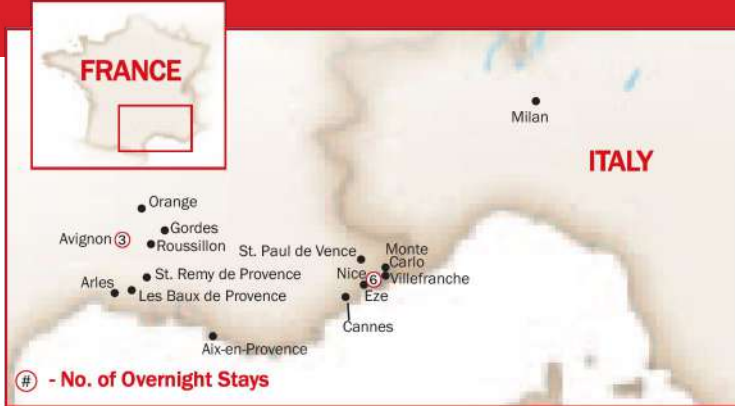 FRANCE
Milan
ITALY
Orange
Gordes
Avignon 3
Roussillon
St. Paul de Vence
Monte
Carlo
St. Remy de Provence
Nice 6
Villefranche
Arles
Les Baux de Provence
Eze
Cannes
Aix-en-Provence
# - No. of Overnight Stays